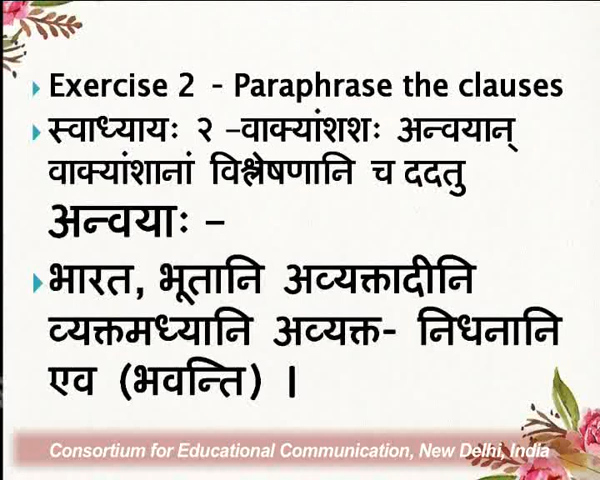 Exercise 2 - Paraphrase the clauses
स्वाध्यायः २ –वाक्यांशशः अन्वयान्
वाक्यांशानां विश्लेषणानि च ददतु
अन्वयाः –
भारत, भूतानि अव्यक्तादीनि
व्यक्तमध्यानि अव्यक्त- निधनानि
एव (भवन्ति) ।
Consortium for Educational Communication, New Delhi, India